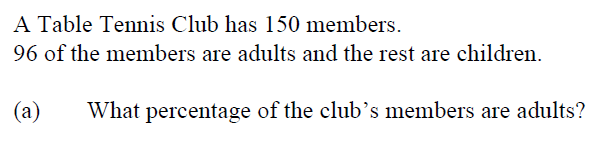 A Table Tennis Club has 150 members.
96 of the members are adults and the rest are children.
(a) What percentage of the club’s members are adults?